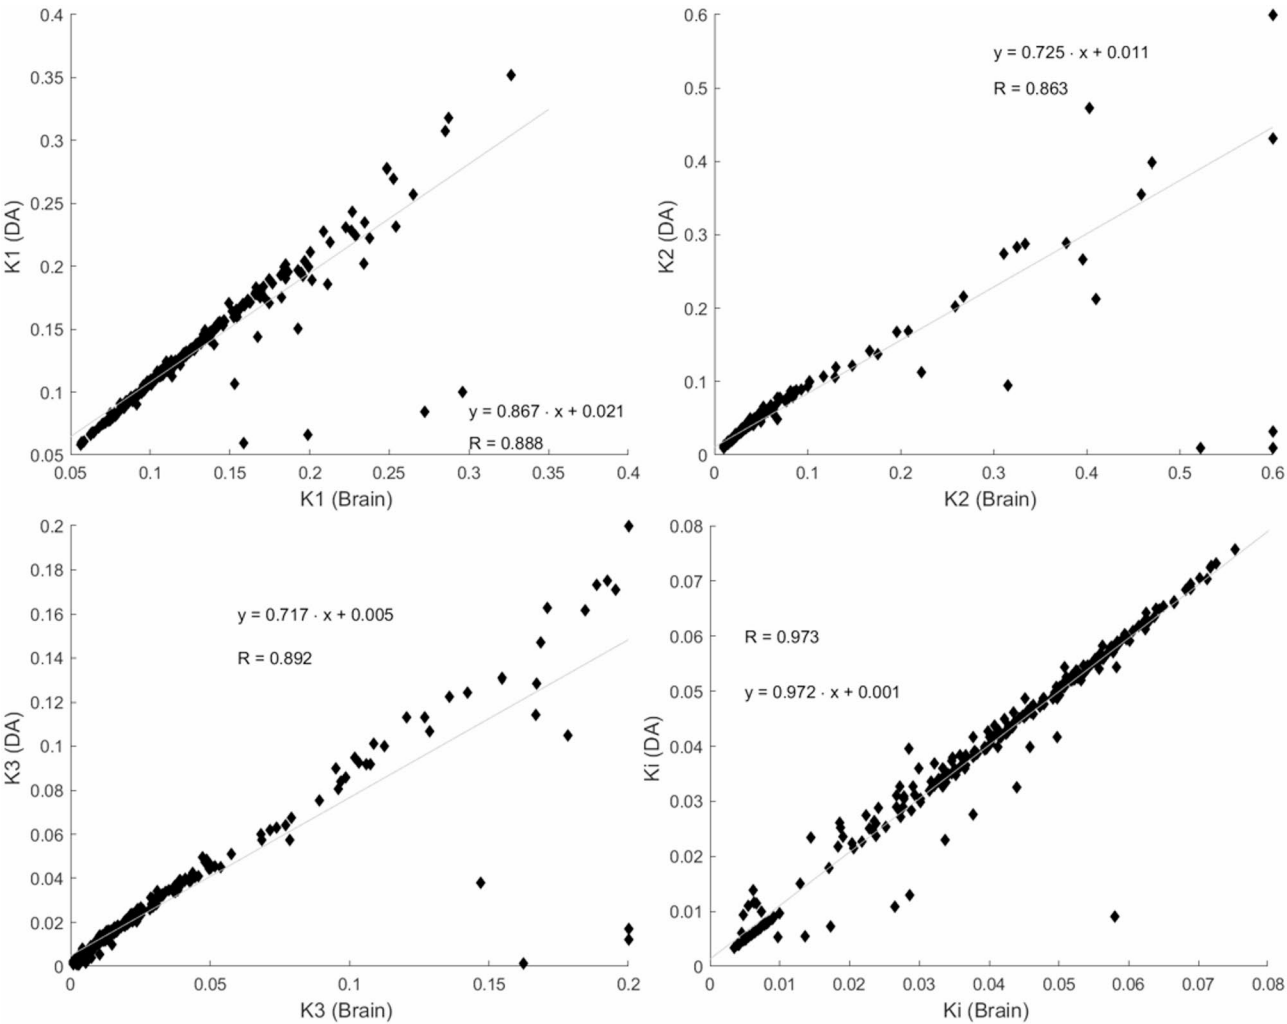 0.4
0.35
0.3
0.25
0.2
0.15
0.1
0.05
K1 (DA)
y = 0.867 · x + 0.021
R = 0.888
0.05 0.1 0.15 0.2 0.25 0.3 0.35 0.4
K1 (Brain)
0.6
0.5
0.4
0.3
0.2
0.1
0
K2 (DA)
y = 0.725 · x + 0.011
R = 0.863
0 0.1 0.2 0.3 0.4 0.5 0.6
K2 (Brain)
0.2
0.18
0.16
0.14
0.12
0.1
0.08
0.06
0.04
0.02
0
K3 (DA)
y = 0.717 · x + 0.005
R = 0.892
0 0.05 0.1 0.15 0.2
K3 (Brain)
0.08
0.07
0.06
0.05
0.04
0.03
0.02
0.01
0
Ki (DA)
R = 0.973
y = 0.972 · x + 0.001
0 0.01 0.02 0.03 0.04 0.05 0.06 0.07 0.08
Ki (Brain)